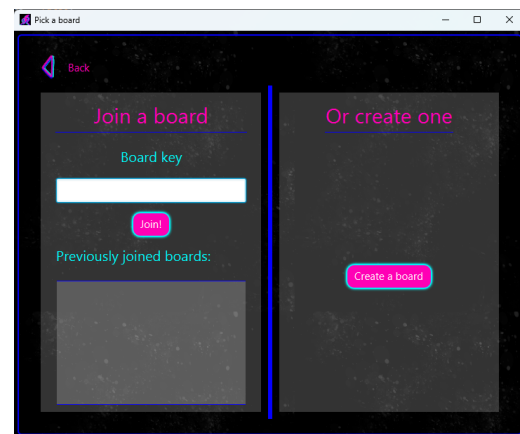 Pick a board
Back
Join a board
Board key
Join!
Previously joined boards:
Or create one
Create a board